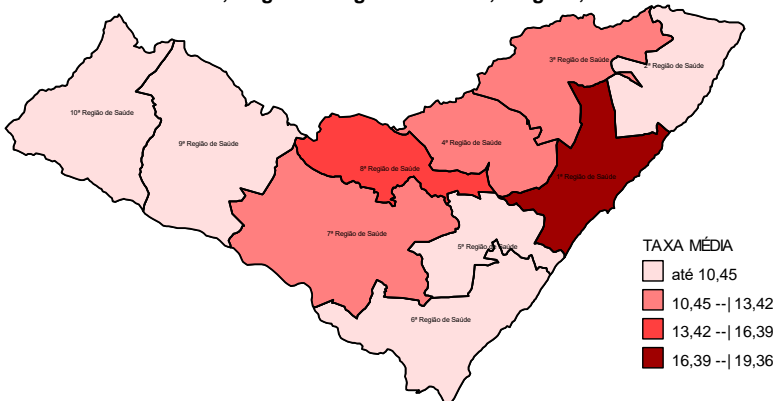 3ª Região de Saúde
2ª Região de Saúde
10ª Região de Saúde
9ª Região de Saúde
4ª Região de Saúde
8ª Região de Saúde
1ª Região de Saúde
7ª Região de Saúde
5ª Região de Saúde
6ª Região de Saúde
TAXA MÉDIA
até 10,45
10,45 --| 13,42
13,42 --| 16,39
16,39 --| 19,36